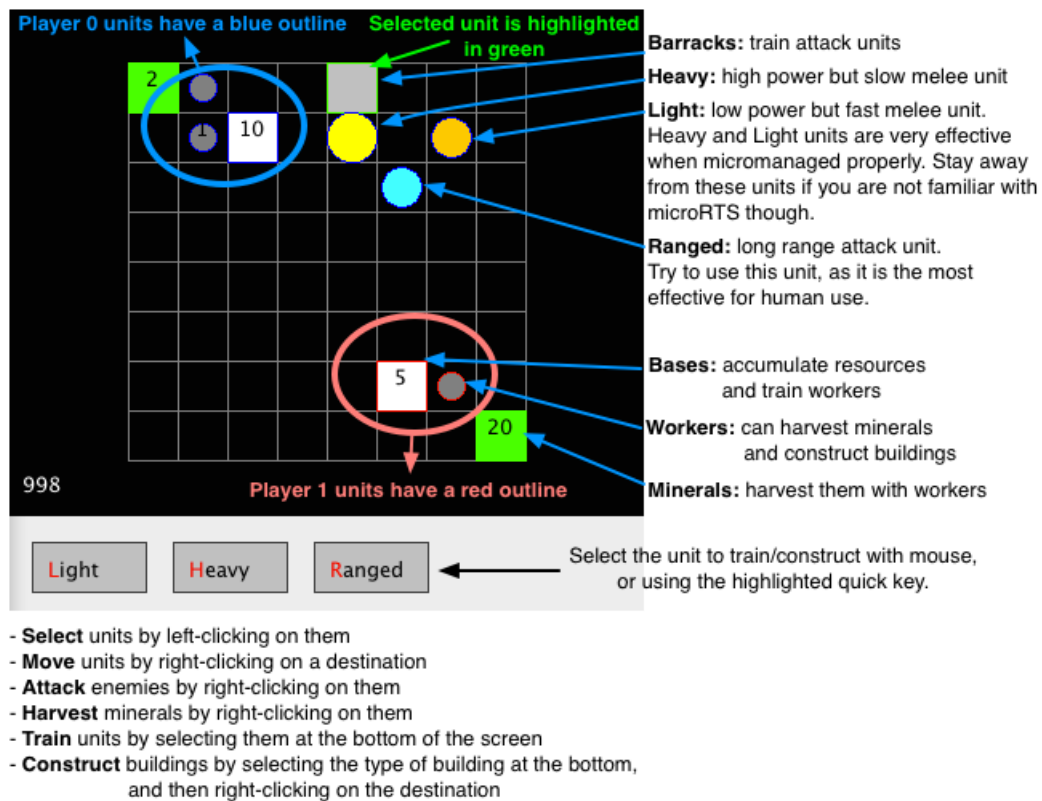 Player 0 units have a blue outline
Selected unit is highlighted
in green
2
1
10
5
20
998
Player 1 units have a red outline
Barracks: train attack units
Heavy: high power but slow melee unit
Light: low power but fast melee unit.
Heavy and Light units are very effective
when micromanaged properly. Stay away
from these units if you are not familiar with
microRTS though.
Ranged: long range attack unit.
Try to use this unit, as it is the most
effective for human use.
Bases: accumulate resources
and train workers
Workers: can harvest minerals
and construct buildings
Minerals: harvest them with workers
Light
Heavy
Ranged
Select the unit to train/construct with mouse,
or using the highlighted quick key.
- Select units by left-clicking on them
- Move units by right-clicking on a destination
- Attack enemies by right-clicking on them
- Harvest minerals by right-clicking on them
- Train units by selecting them at the bottom of the screen
- Construct buildings by selecting the type of building at the bottom,
and then right-clicking on the destination